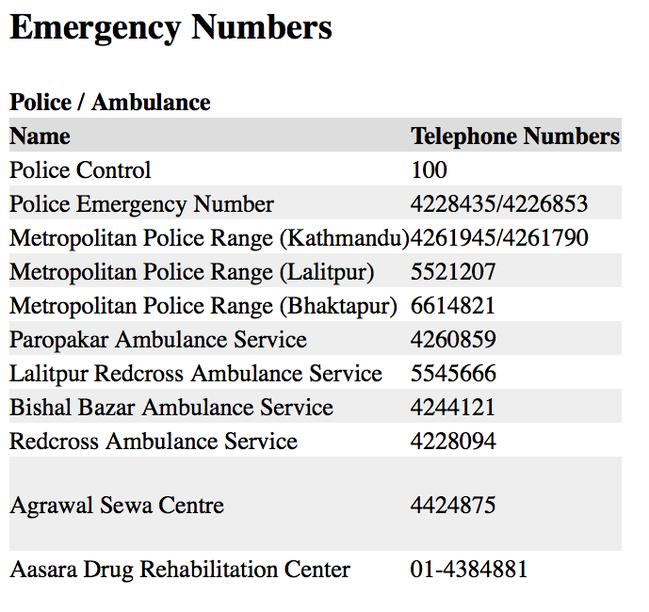 Emergency Numbers
Police / Ambulance
Name Telephone Numbers
Police Control 100
Police Emergency Number 4228435/4226853
Metropolitan Police Range (Kathmandu) 4261945/4261790
Metropolitan Police Range (Lalitpur) 5521207
Metropolitan Police Range (Bhaktapur) 6614821
Paropakar Ambulance Service 4260859
Lalitpur Redcross Ambulance Service 5545666
Bishal Bazar Ambulance Service 4244121
Redcross Ambulance Service 4228094
Agrawal Sewa Centre 4424875
Aasara Drug Rehabilitation Center 01-4384881